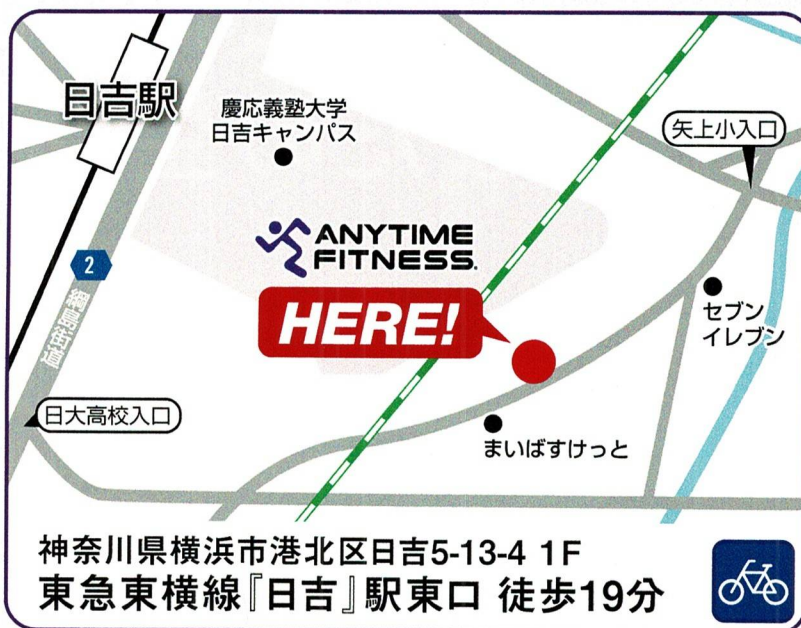 日吉駅
慶応義塾大学
日吉キャンパス
矢上小入口
ANYTIME
FITNESS.
2
綱島街道
HERE!
セブン
イレブン
日大高校入口
まいばすけっと
神奈川県横浜市港北区日吉5-13-4 1F
東急東横線『日吉』駅東口 徒歩19分